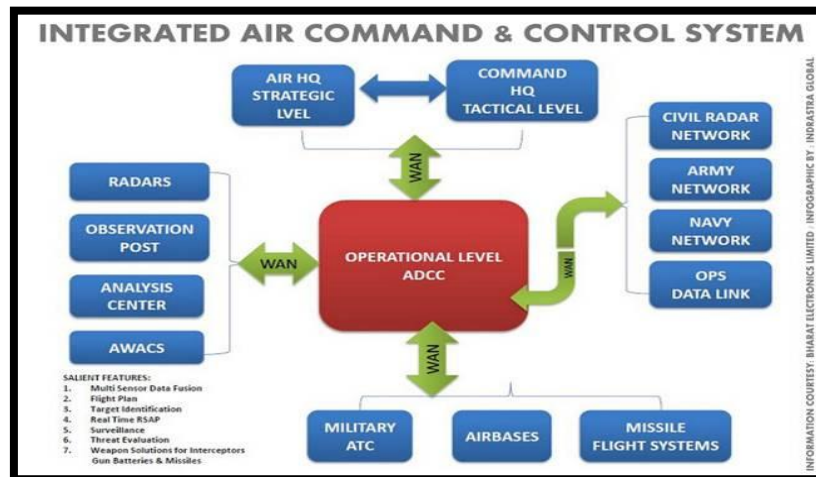 INTEGRATED AIR COMMAND & CONTROL SYSTEM
AIR HQ
STRATEGIC
LVEL
COMMAND
HQ
TACTICAL LEVEL
WAN
CIVIL RADAR
NETWORK
ARMY
NETWORK
NAVY
NETWORK
OPS
DATA LINK
WAN
RADARS
OBSERVATION
POST
ANALYSIS
CENTER
AWACS
WAN
OPERATIONAL LEVEL
ADCC
WAN
MILITARY
ATC
AIRBASES
MISSILE
FLIGHT SYSTEMS
SALIENT FEATURES:
1. Multi Sensor Data Fusion
2. Flight Plan
3. Target Identification
4. Real Time RSAP
5. Surveillance
6. Threat Evaluation
7. Weapon Solutions for Interceptors
Gun Batteries & Missiles
INFORMATION COURTESY: BHARAT ELECTRONICS LIMITED : INFOGRAPHIC BY : INDRASTRA GLOBAL